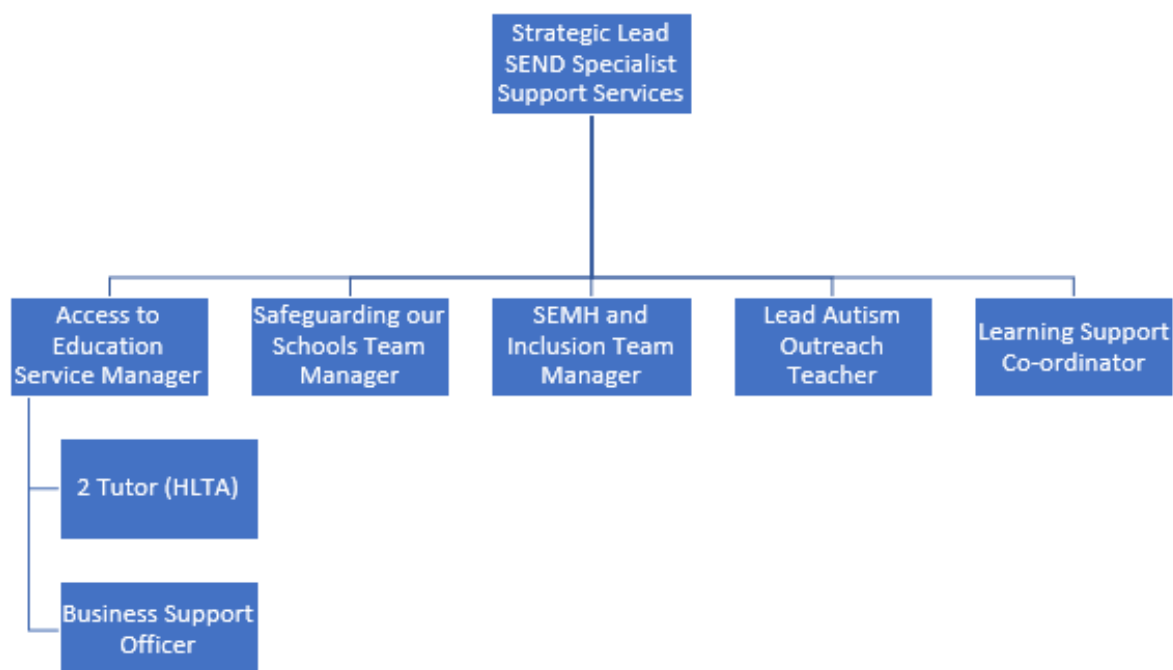 Strategic Lead
SEND Specialist
Support Services
Access to
Education
Service Manager
Safeguarding our
Schools Team
Manager
SEMH and
Inclusion Team
Manager
Lead Autism
Outreach
Teacher
Learning Support
Co-ordinator
2 Tutor (HLTA)
Business Support
Officer